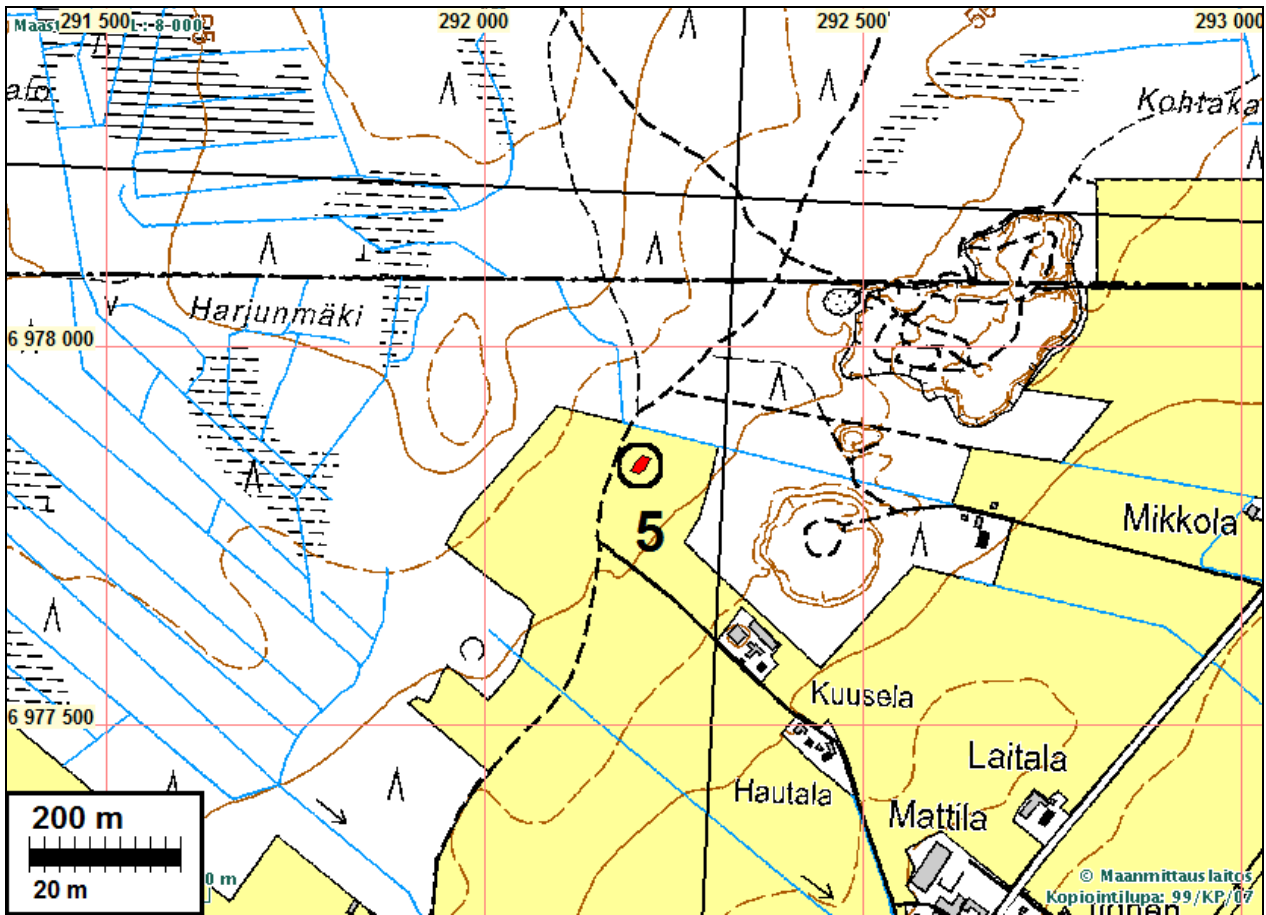 291 500
292 000
292 500
293 000
Kohtaka
Harjunmäki
6 978 000
5
Mikkola
Kuusela
6 977 500
Laitala
Hautala
Mattila
200 m
20 m
0 m
© Maanmittauslaitos
Kopiointilupa: 99/KP/07